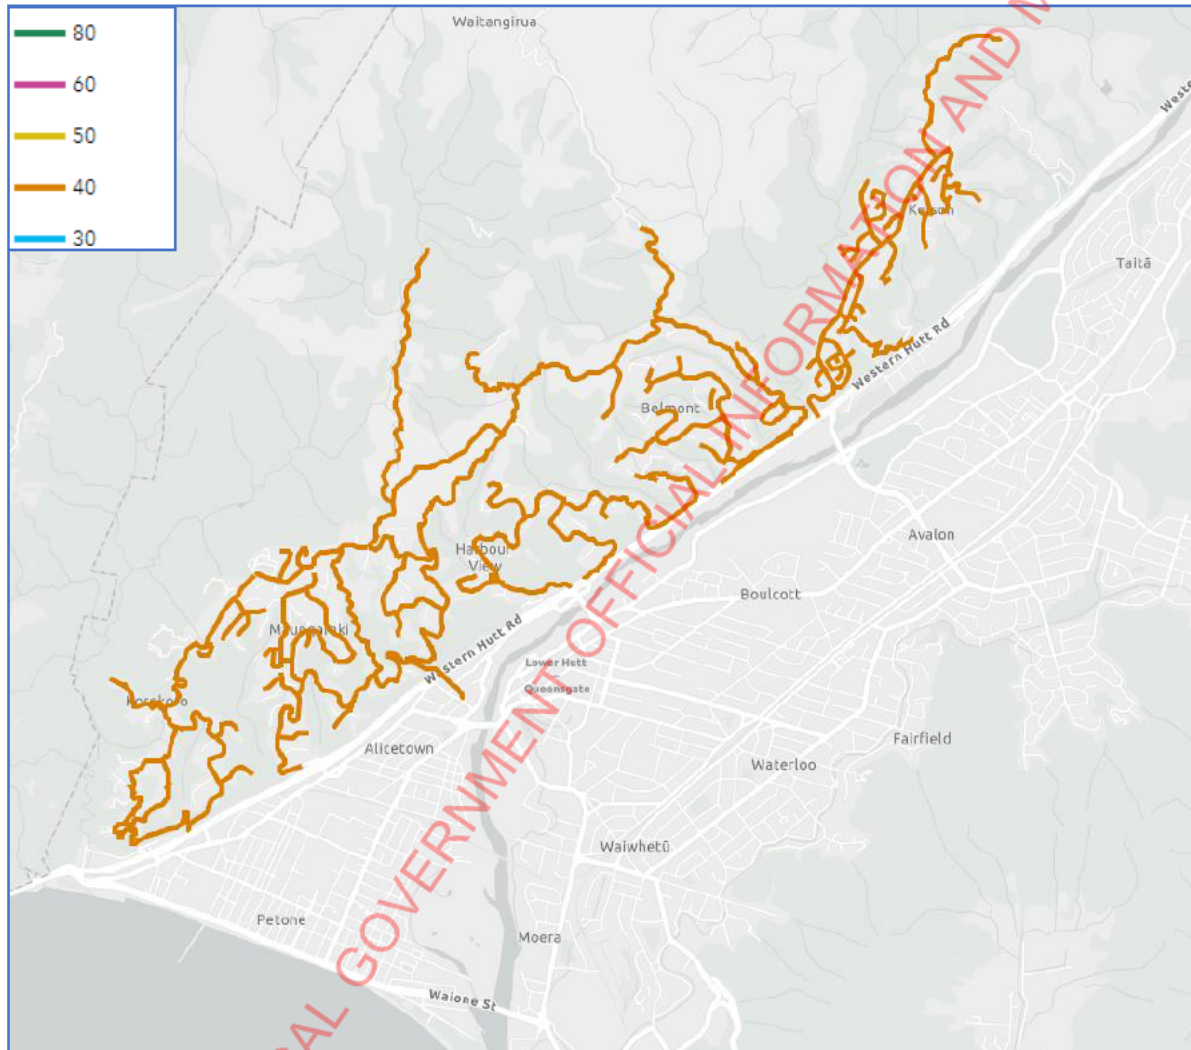 80
60
50
40
30
Waitangirua
Kelson
Taitā
Western Hutt Rd
Belmont
Avalon
Harbour
View
Boulcott
Maungaraki
Western Hutt Rd
Lower Hutt
Queensgate
Korokoro
Alicetown
Fairfield
Waterloo
Waiwhetū
Petone
Moera
Waione St
GOVERNMENT OFFICIAL INFORMATION AND